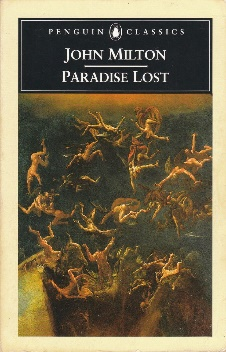 PENGUIN CLASSICS
JOHN MILTON
PARADISE LOST